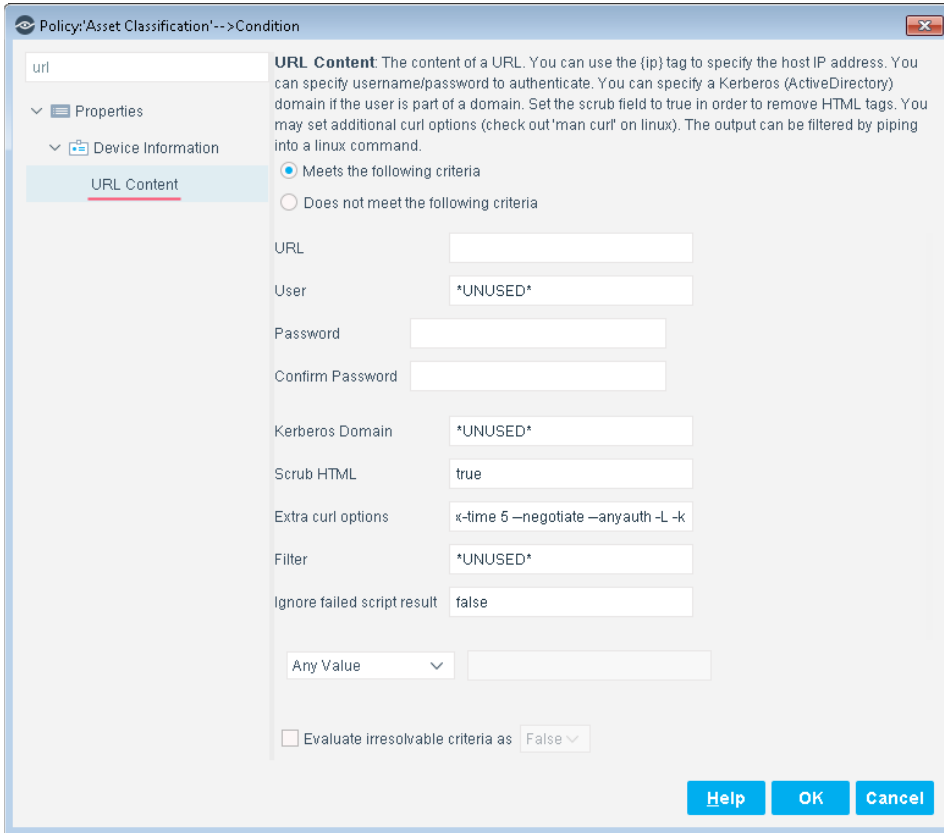 Policy:'Asset Classification'-->Condition
url
Properties
Device Information
URL Content
URL Content: The content of a URL. You can use the {ip} tag to specify the host IP address. You
can specify username/password to authenticate. You can specify a Kerberos (ActiveDirectory)
domain if the user is part of a domain. Set the scrub field to true in order to remove HTML tags. You
may set additional curl options (check out 'man curl' on linux). The output can be filtered by piping
into a linux command.
Meets the following criteria
Does not meet the following criteria
URL
User *UNUSED*
Password
Confirm Password
Kerberos Domain *UNUSED*
Scrub HTML true
Extra curl options x-time 5 —negotiate —anyauth -L -k
Filter *UNUSED*
Ignore failed script result false
Any Value
Evaluate irresolvable criteria as False
Help OK Cancel